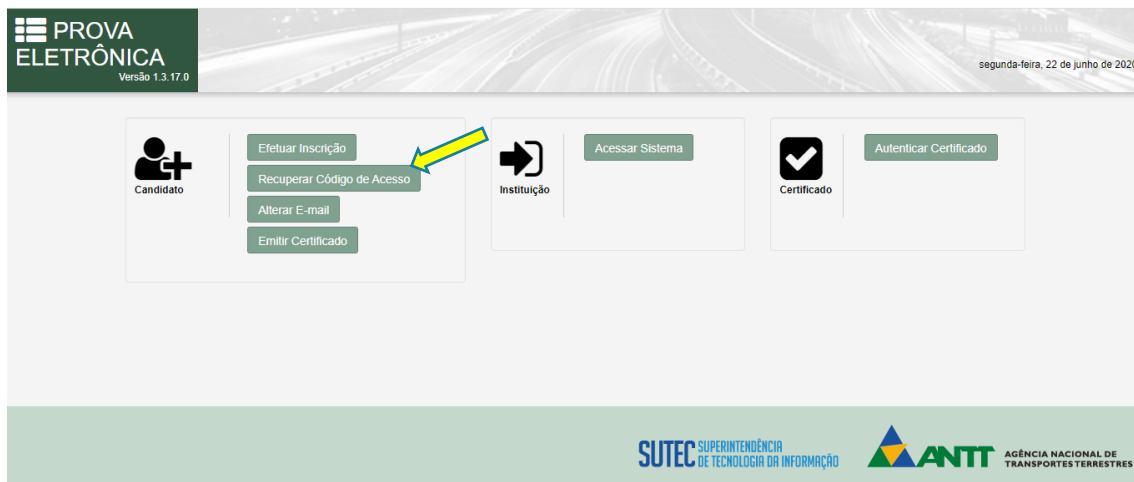 PROVA
ELETRÔNICA
Versão 1.3.17.0
segunda-feira, 22 de junho de 2020
Candidato
Efetuar Inscrição
Recuperar Código de Acesso
Alterar E-mail
Emitir Certificado
Instituição
Acessar Sistema
Certificado
Autenticar Certificado
SUTEC SUPERINTENDÊNCIA
DE TECNOLOGIA DA INFORMAÇÃO
ANTT AGÊNCIA NACIONAL DE
TRANSPORTES TERRESTRES